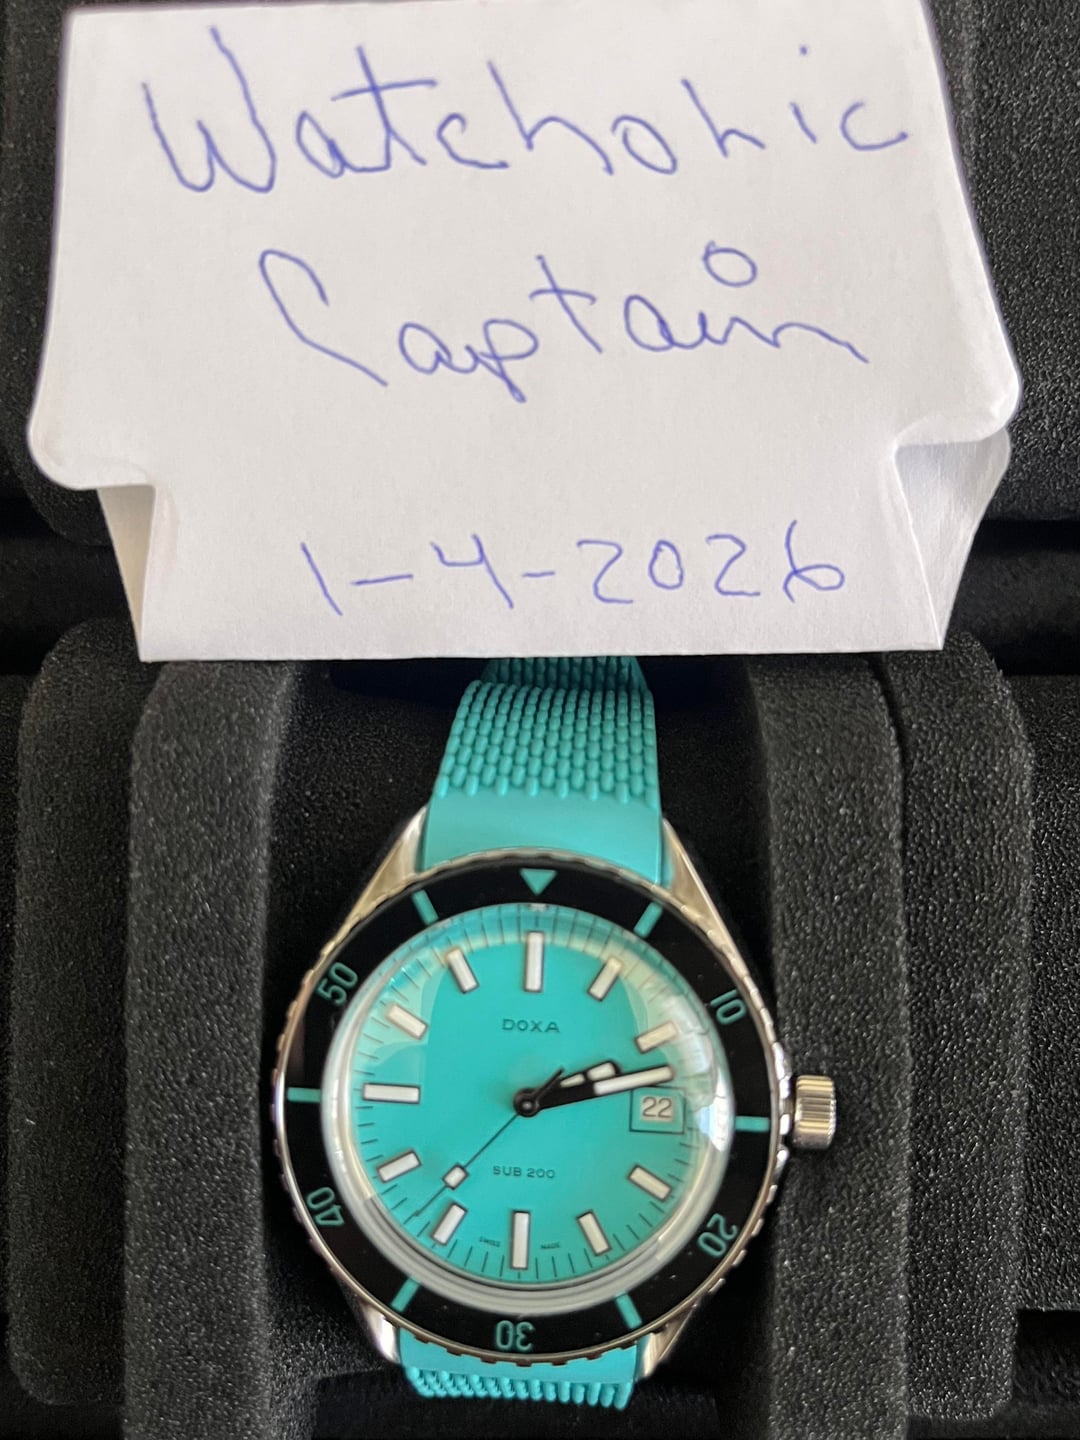 Watchohic
Captain
1-4-2026
50
10
DOXA
22
SUB 200
40
20
SWISS MADE
30